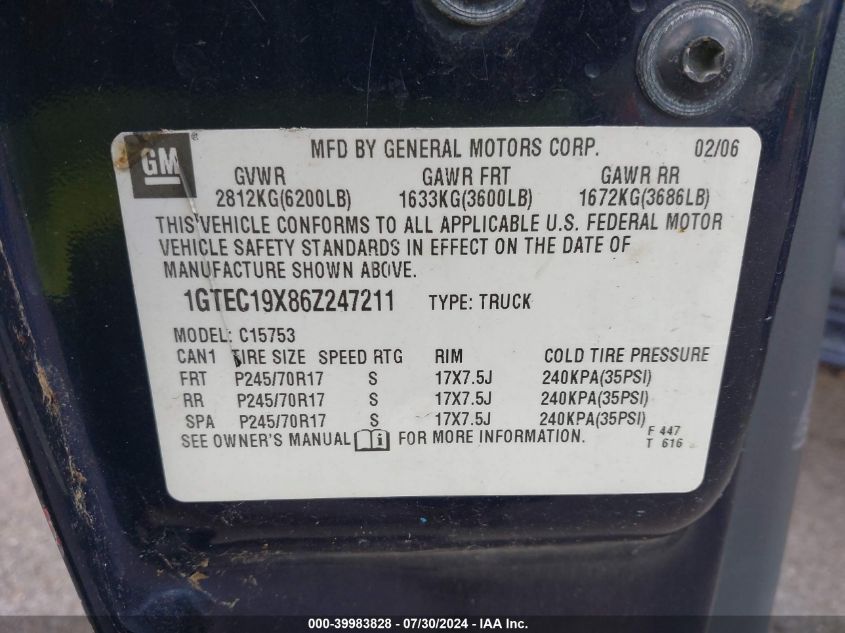 GM ®
MFD BY GENERAL MOTORS CORP. 02/06
GVWR GAWR FRT GAWR RR
2812KG(6200LB) 1633KG(3600LB) 1672KG(3686LB)
THIS VEHICLE CONFORMS TO ALL APPLICABLE U.S. FEDERAL MOTOR
VEHICLE SAFETY STANDARDS IN EFFECT ON THE DATE OF
MANUFACTURE SHOWN ABOVE.
1GTEC19X86Z247211 TYPE: TRUCK
MODEL: C15753
CAN1 TIRE SIZE SPEED RTG RIM COLD TIRE PRESSURE
FRT P245/70R17 S 17X7.5J 240KPA(35PSI)
RR P245/70R17 S 17X7.5J 240KPA(35PSI)
SPA P245/70R17 S 17X7.5J 240KPA(35PSI)
SEE OWNER'S MANUAL FOR MORE INFORMATION.
F 447
T 616
000-39983828 - 07/30/2024 - IAA Inc.